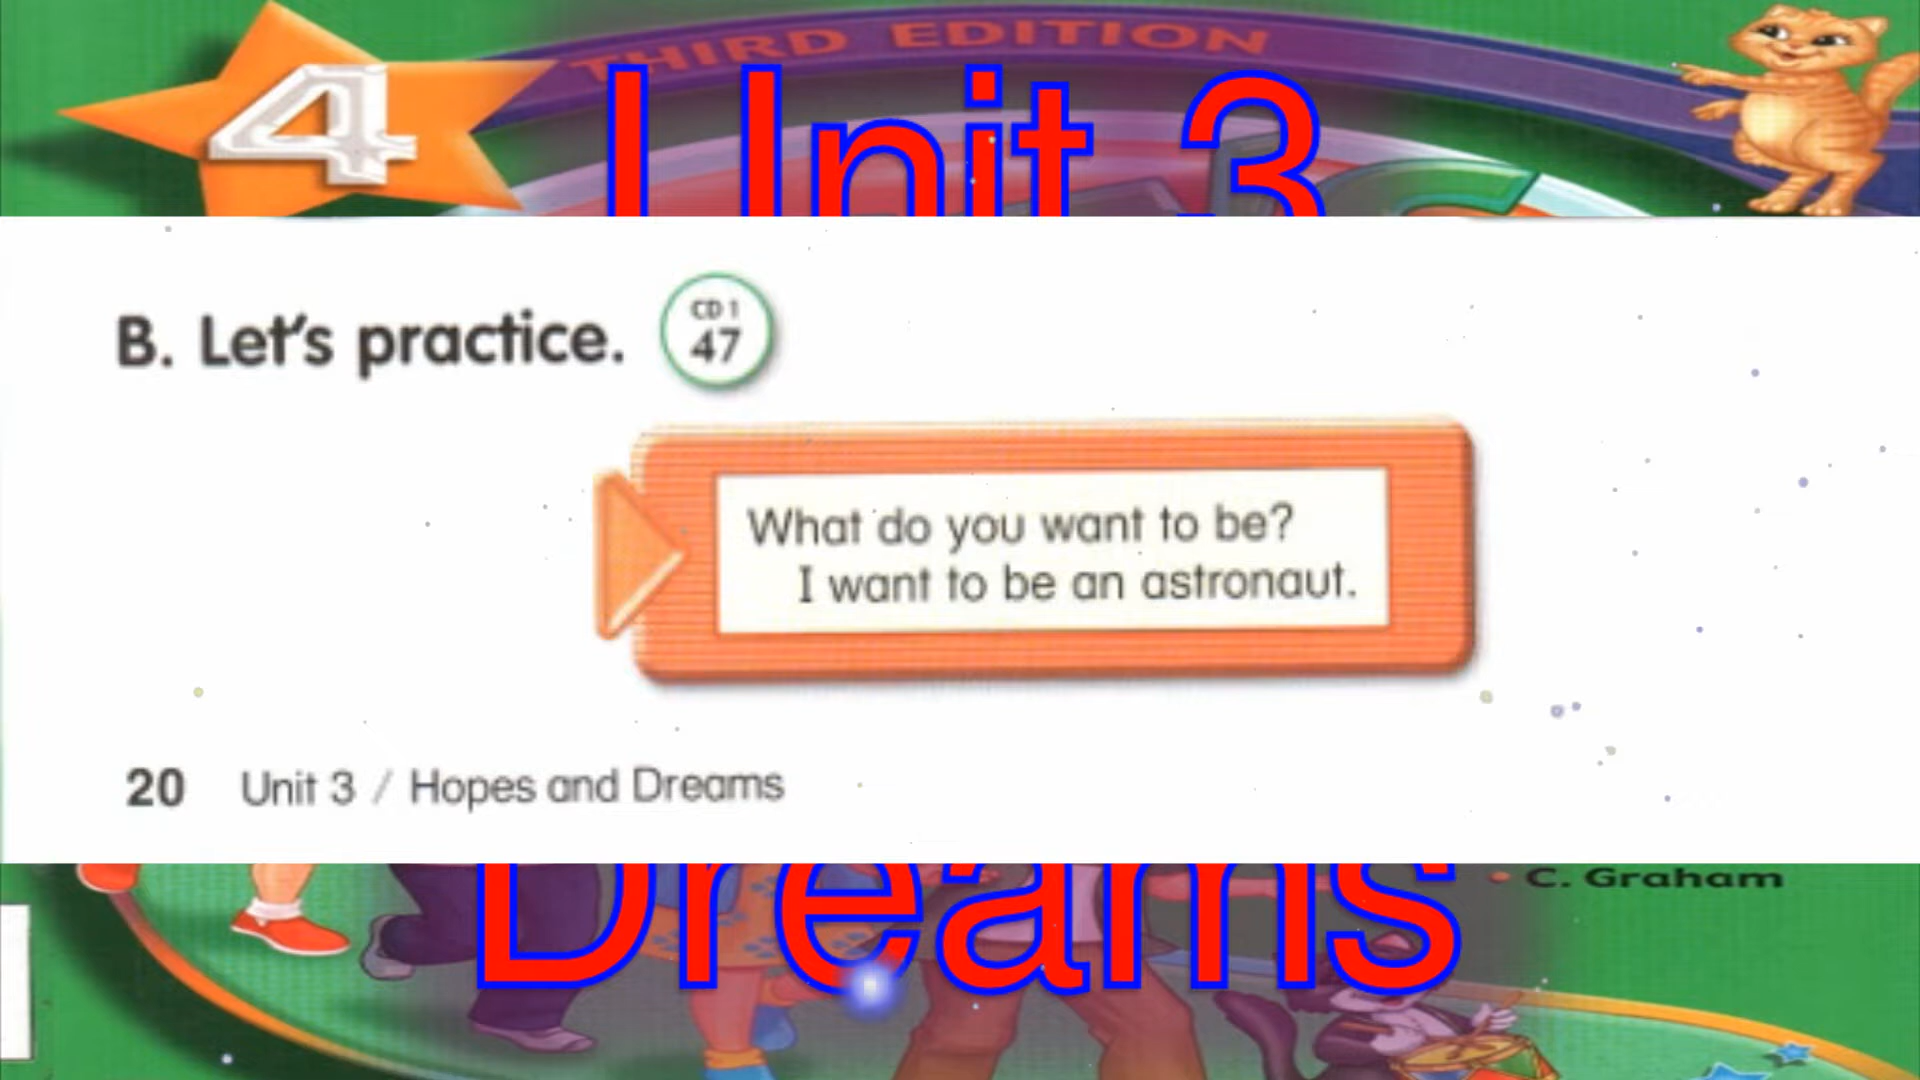 4
THIRD EDITION
Unit 3
B. Let's practice.
CD 1
47
What do you want to be?
I want to be an astronaut.
20 Unit 3 / Hopes and Dreams
Dreams
• C. Graham